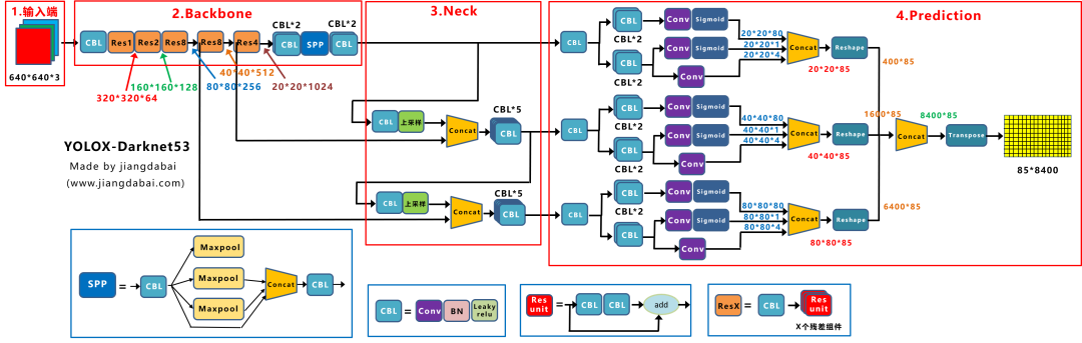 1.输入端
640*640*3
2.Backbone
CBL
Res1
Res2
Res8
Res8
Res4
CBL*2
CBL
SPP
CBL*2
CBL
320*320*64
160*160*128
80*80*256
40*40*512
20*20*1024
YOLOX-Darknet53
Made by jiangdabai
(www.jiangdabai.com)
3.Neck
CBL
上采样
Concat
CBL*5
CBL
CBL
上采样
Concat
CBL*5
CBL
4.Prediction
CBL
CBL
CBL*2
CBL
CBL*2
Conv
Sigmoid
Conv
Sigmoid
Conv
20*20*80
20*20*1
20*20*4
Concat
20*20*85
Reshape
400*85
CBL
CBL
CBL*2
CBL
CBL*2
Conv
Sigmoid
Conv
Sigmoid
Conv
40*40*80
40*40*1
40*40*4
Concat
40*40*85
Reshape
1600*85
CBL
CBL
CBL*2
CBL
Conv
Sigmoid
Conv
Sigmoid
Conv
80*80*80
80*80*1
80*80*4
Concat
80*80*85
Reshape
6400*85
Concat
8400*85
Transpose
85*8400
SPP
=
CBL
Maxpool
Maxpool
Maxpool
Concat
CBL
CBL
=
Conv
BN
Leaky
relu
Res
unit
=
CBL
CBL
add
ResX
=
CBL
Res
unit
X个残差组件